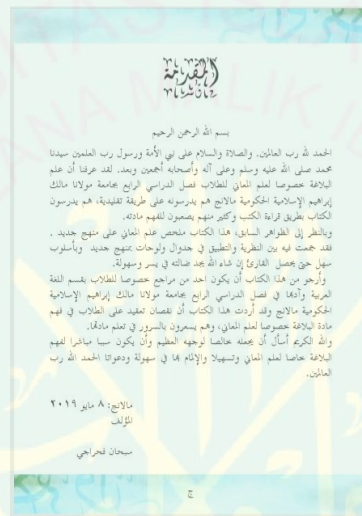 المقدمة
بسم الله الرحمن الرحيم
الحمد لله رب العالمين. والصلاة والسلام على نبي الأمة ورسول رب العلمين سيدنا
محمد صلى الله عليه وسلم وعلى آله وأصحابه أجمعين وبعد. لقد عرفنا أن علم
البلاغة خصوصا لعلم المعاني للطلاب فصل الدراسي الرابع بجامعة مولانا مالك
إبراهيم الإسلامية الحكومية مالانج هم يدرسونه على طريقة تقليدية، هم يدرسون
الكتاب بطريق قراءة الكتب وكثير منهم يصعبون للفهم مادته.
وبالنظر إلى الظواهر السابق، هذا الكتاب ملخص علم المعاني على منهج جديد .
فقد جمعت فيه بين النظرية والتطبيق في جدوال ولوحات بمنهج جديد وبأسلوب
سهل حتى يحصل القارئ إن شاء الله يجد ضالته في يسر وسهولة.
وأرجو من هذا الكتاب أن يكون احد من مراجع خصوصا للطلاب بقسم اللغة
العربية وآدبها في فصل الدراسي الرابع بجامعة مولانا مالك إبراهيم الإسلامية
الحكومية مالانج وقد أردت هذا الكتاب أن نقصان تعقيد على الطلاب في فهم
مادة البلاغة خصوصا لعلم المعاني، وهم يسعرون بالسرور في تعلم مادتها.
والله الكريم أسأل أن يجعله خالصا لوجهه العظيم وأن يكون سببا مباشرا لفهم
البلاغة خاصا لعلم المعاني وتسهيلا والإلمام بها في سهولة ودعواتا الحمد الله رب
العالمين.
مالانج: ٨ مايو ٢٠١٩
المؤلف
سبحان فحراجي
ج